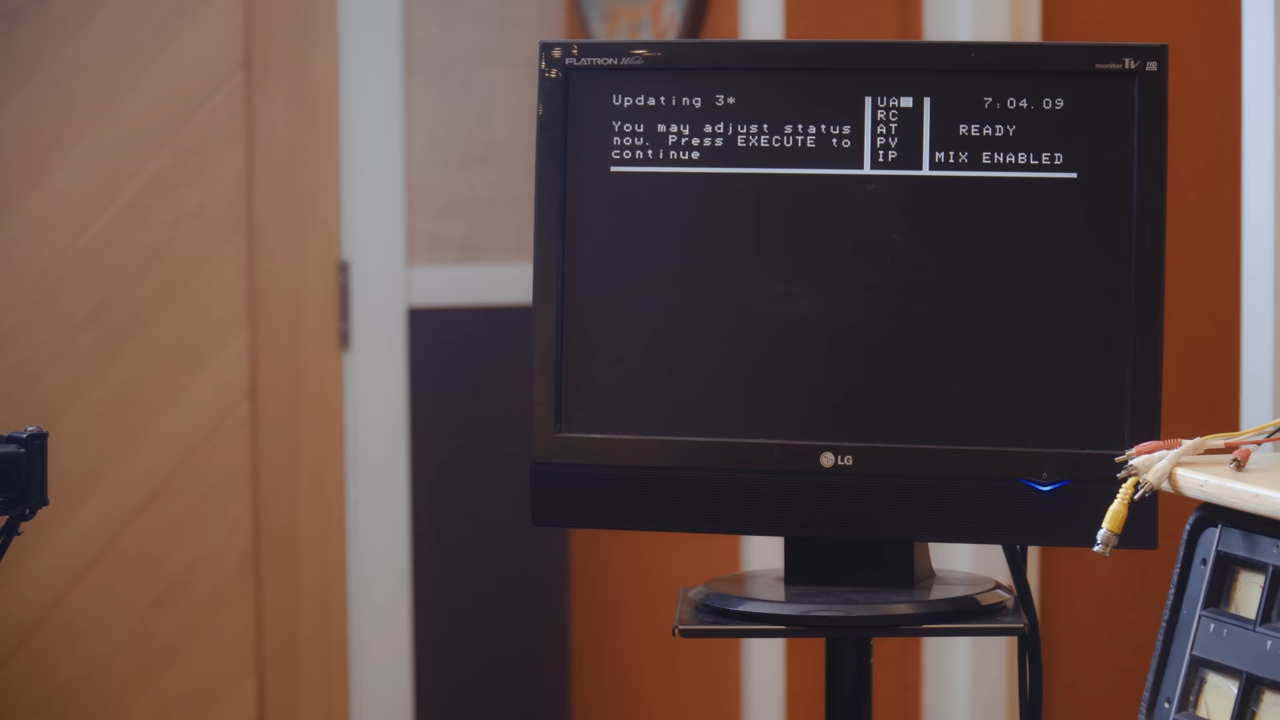 FLATRON Wide
monitor TV HD
Updating 3*
You may adjust status
now. Press EXECUTE to
continue
UA
RC
AT
PV
IP
7:04.09
READY
MIX ENABLED
LG